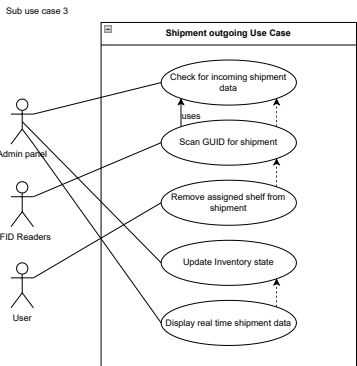 Sub use case 3
Shipment outgoing Use Case
Check for incoming shipment
data
uses
Scan GUID for shipment
Admin panel
Remove assigned shelf from
shipment
FID Readers
Update Inventory state
User
Display real time shipment data